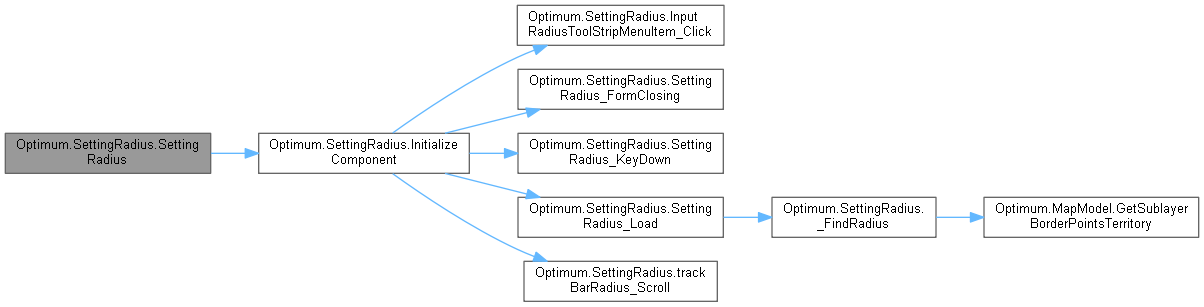 Optimum.SettingRadius.Setting
Radius
Optimum.SettingRadius.Initialize
Component
Optimum.SettingRadius.Input
RadiusToolStripMenuItem_Click
Optimum.SettingRadius.Setting
Radius_FormClosing
Optimum.SettingRadius.Setting
Radius_KeyDown
Optimum.SettingRadius.Setting
Radius_Load
Optimum.SettingRadius.
_FindRadius
Optimum.MapModel.GetSublayer
BorderPointsTerritory
Optimum.SettingRadius.track
BarRadius_Scroll